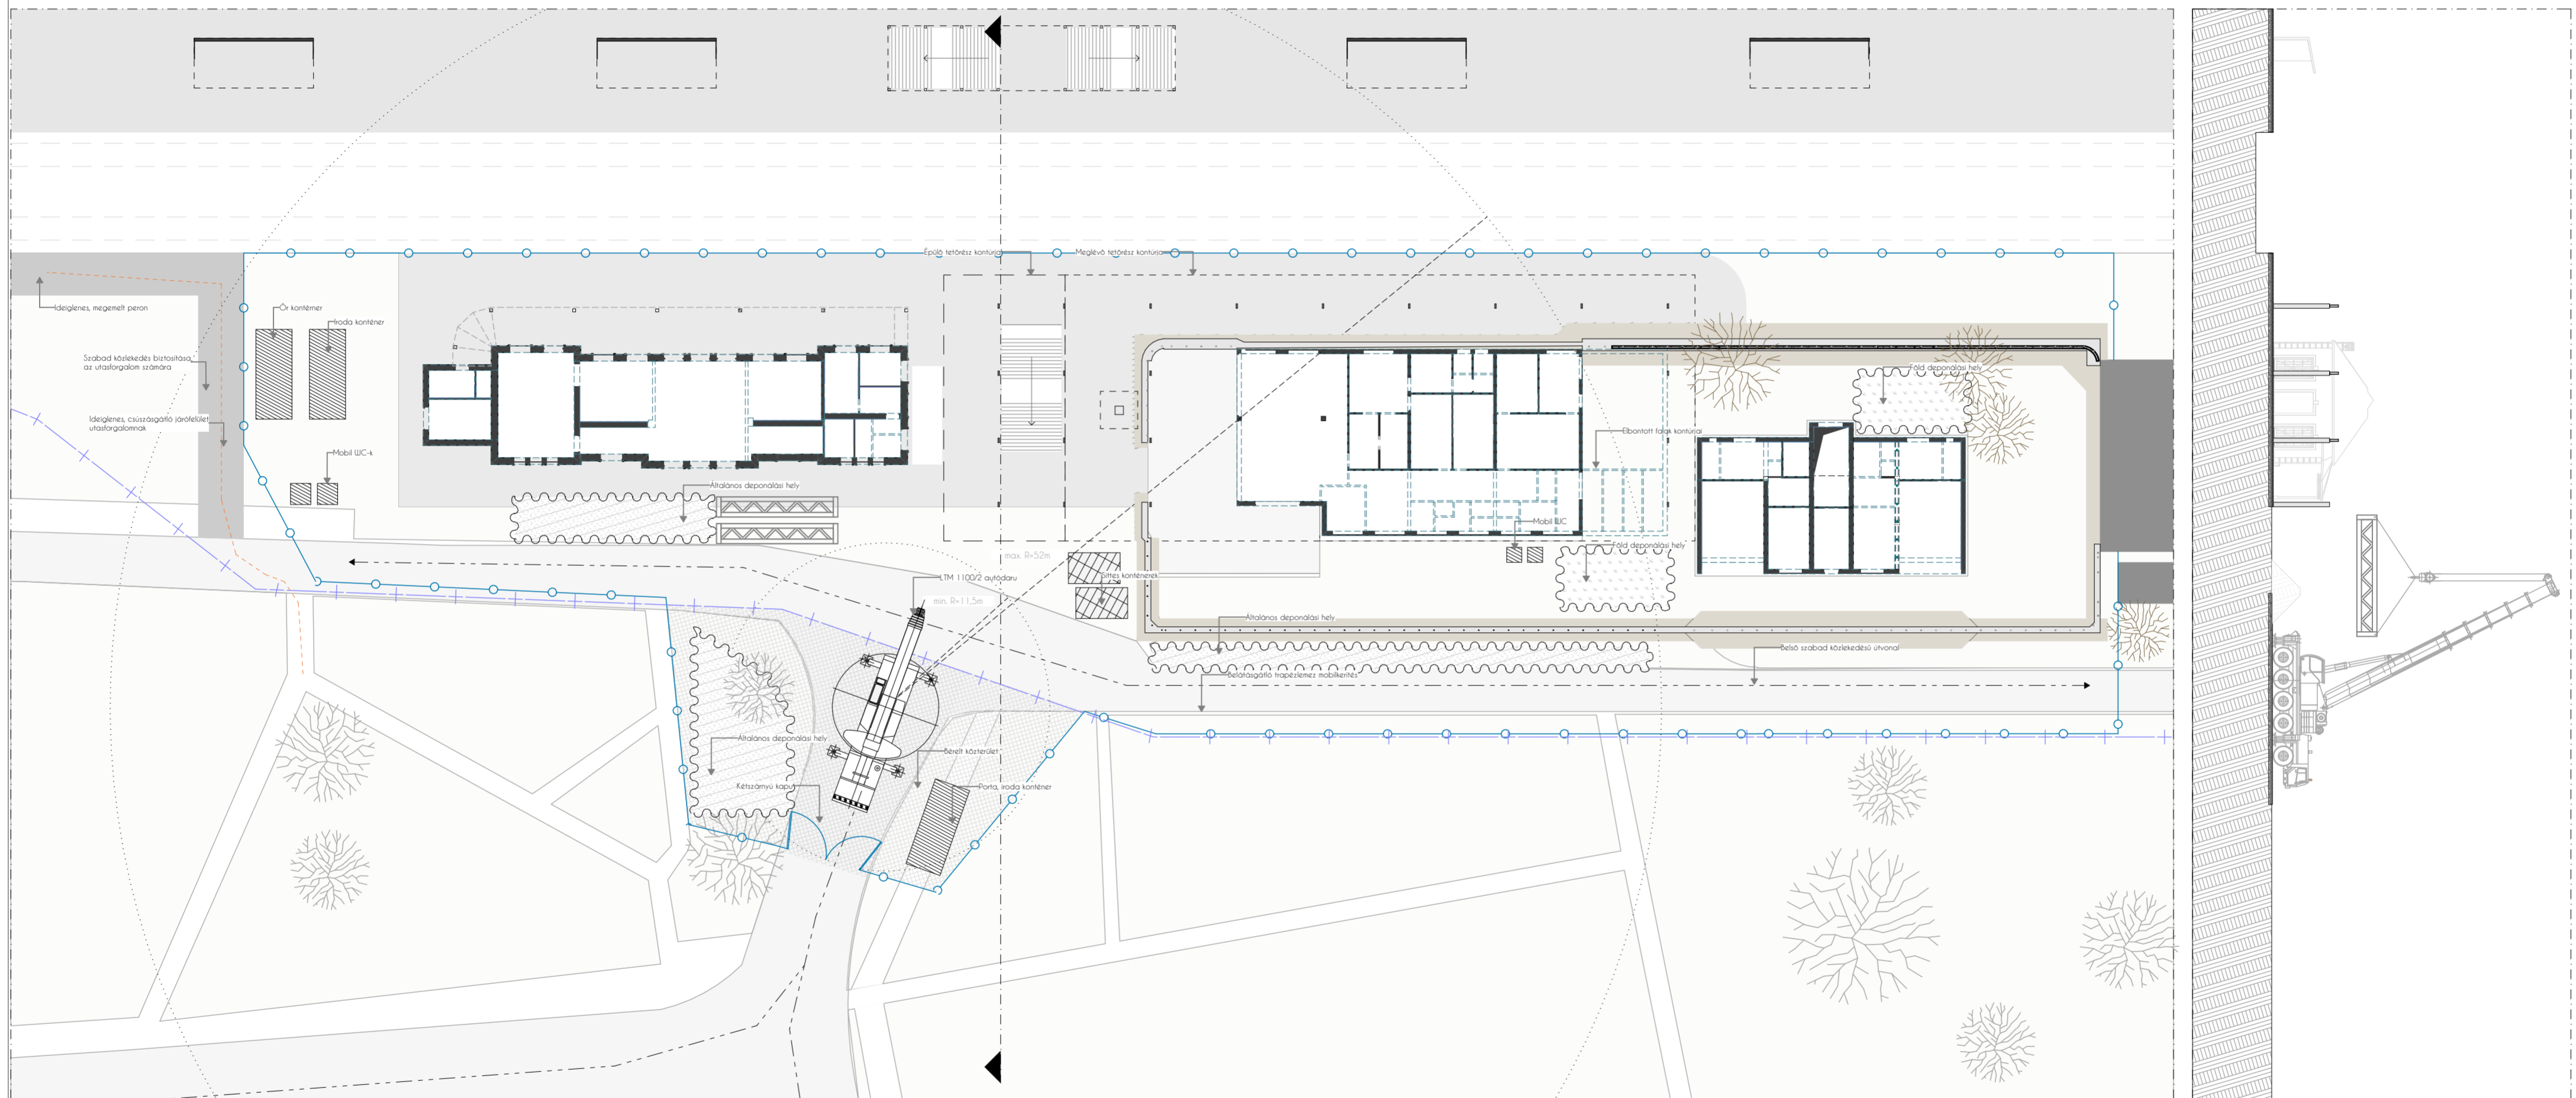 Épülő tetőrész kontúrjai
Meglévő tetőrész kontúrja
Ideiglenes, megemelt peron
Őr konténer
Iroda konténer
Szabad közlekedés biztosítása
az utasforgalom számára
Ideiglenes, csúszásgátló járófelület
utasforgalomnak
Mobil WC-k
Föld deponálási hely
Elbontott falak kontúrjai
Általános deponálási hely
Mobil WC
Föld deponálási hely
max. R=52m
LTM 1100/2 autódaru
Sittes konténerek
min. R=11,5m
Általános deponálási hely
Belső szabad közlekedésű útvonal
Belátásgátló trapézlemez mobilkerítés
Általános deponálási hely
Bérelt közterület
Kétszárnyú kapu
Porta, iroda konténer